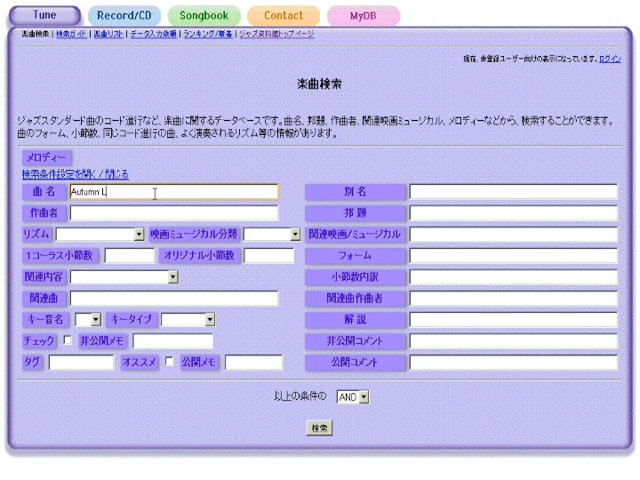 Tune Record/CD Songbook Contact MyDB
楽曲検索 | 検索ガイド | 楽曲リスト | データ入力依頼 | ランキング/新着 | ジャズ資料館トップページ
現在、未登録ユーザー向けの表示になっています。ログイン
楽曲検索
ジャズスタンダード曲のコード進行など、楽曲に関するデータベースです。曲名、邦題、作曲者、関連映画ミュージカル、メロディーなどから、検索することができます。
曲のフォーム、小節数、同じコード進行の曲、よく演奏されるリズム等の情報があります。
メロディー
検索条件設定を開く/閉じる
曲 名 Autumn L 別 名
作曲者 邦 題
リズム 映画ミュージカル分類 関連映画/ミュージカル
1コーラス小節数 オリジナル小節数 フォーム
関連内容 小節数内訳
関連曲 関連曲作曲者
キー音名 キータイプ 解 説
チェック 非公開メモ 非公開コメント
タグ オススメ 公開メモ 公開コメント
以上の条件の AND
検索